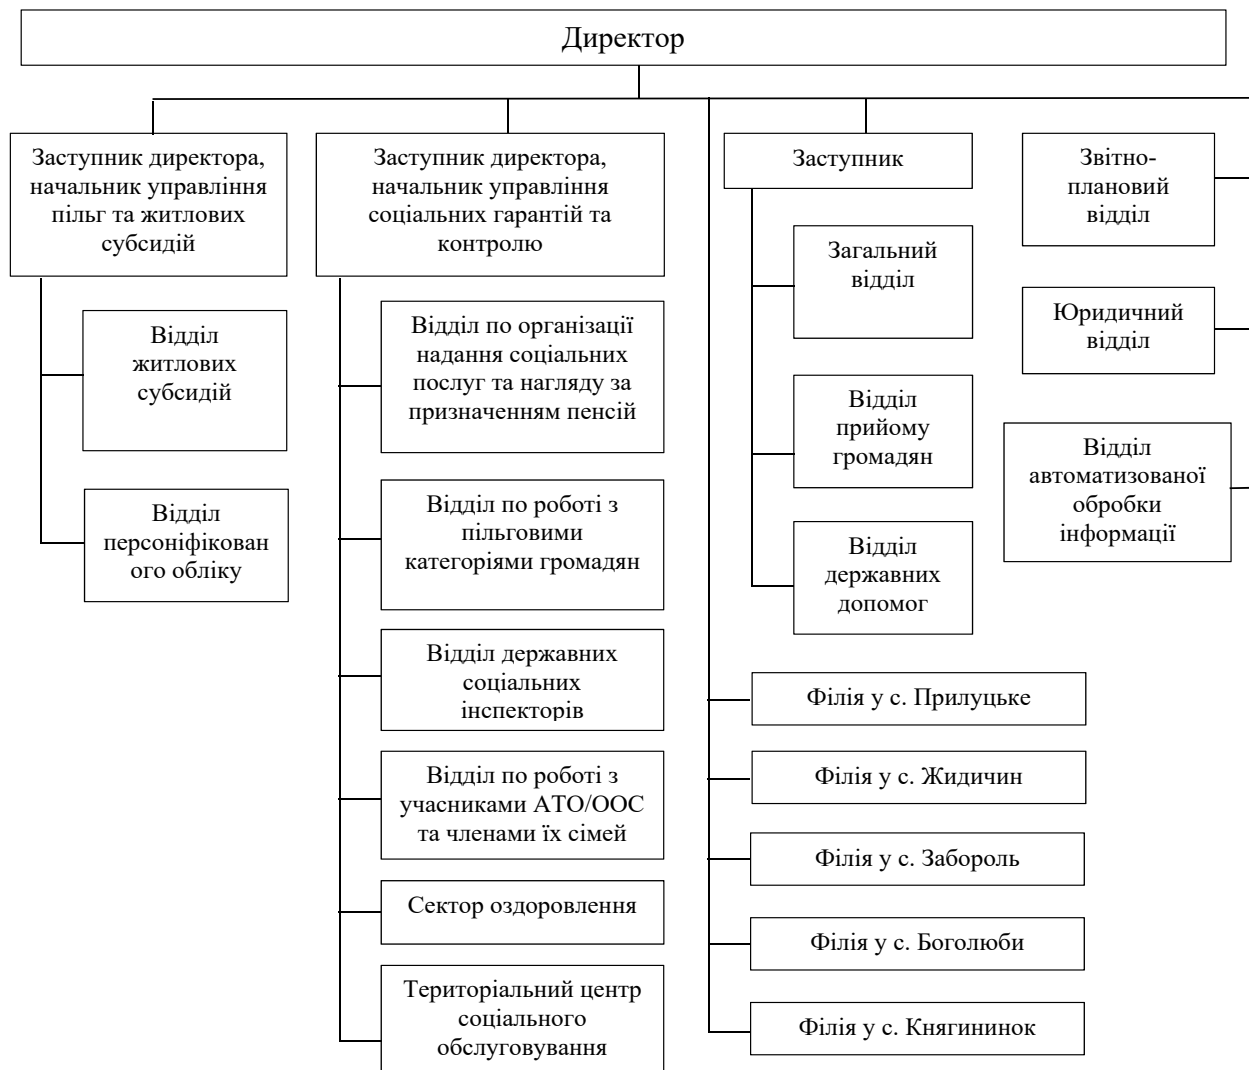 Директор
Заступник директора,
начальник управління
пільг та житлових
субсидій
Відділ
житлових
субсидій
Відділ
персоніфікован
ого обліку
Заступник директора,
начальник управління
соціальних гарантій та
контролю
Відділ по організації
надання соціальних
послуг та нагляду за
призначенням пенсій
Відділ по роботі з
пільговими
категоріями громадян
Відділ державних
соціальних
інспекторів
Відділ по роботі з
учасниками АТО/ООС
та членами їх сімей
Сектор оздоровлення
Територіальний центр
соціального
обслуговування
Заступник
Загальний
відділ
Відділ
прийому
громадян
Відділ
державних
допомог
Філія у с. Прилуцьке
Філія у с. Жидичин
Філія у с. Забороль
Філія у с. Боголюби
Філія у с. Княгининок
Звітно-
плановий
відділ
Юридичний
відділ
Відділ
автоматизованої
обробки
інформації